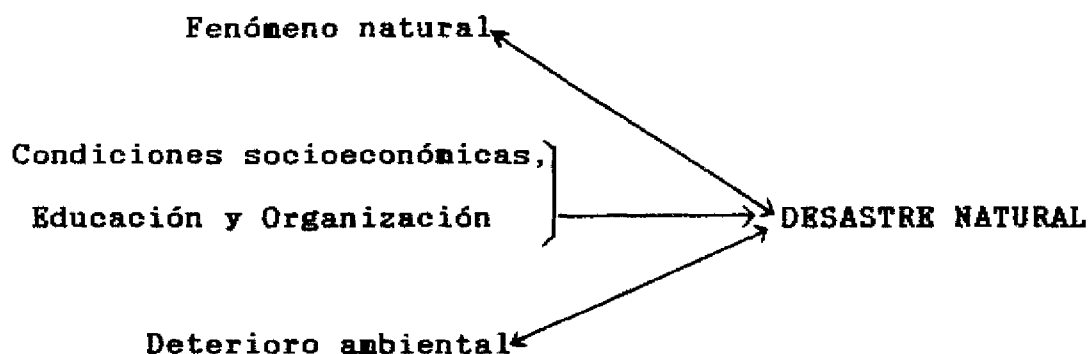 Fenómeno natural
Condiciones socioeconómicas,
Educación y Organización
DESASTRE NATURAL
Deterioro ambiental